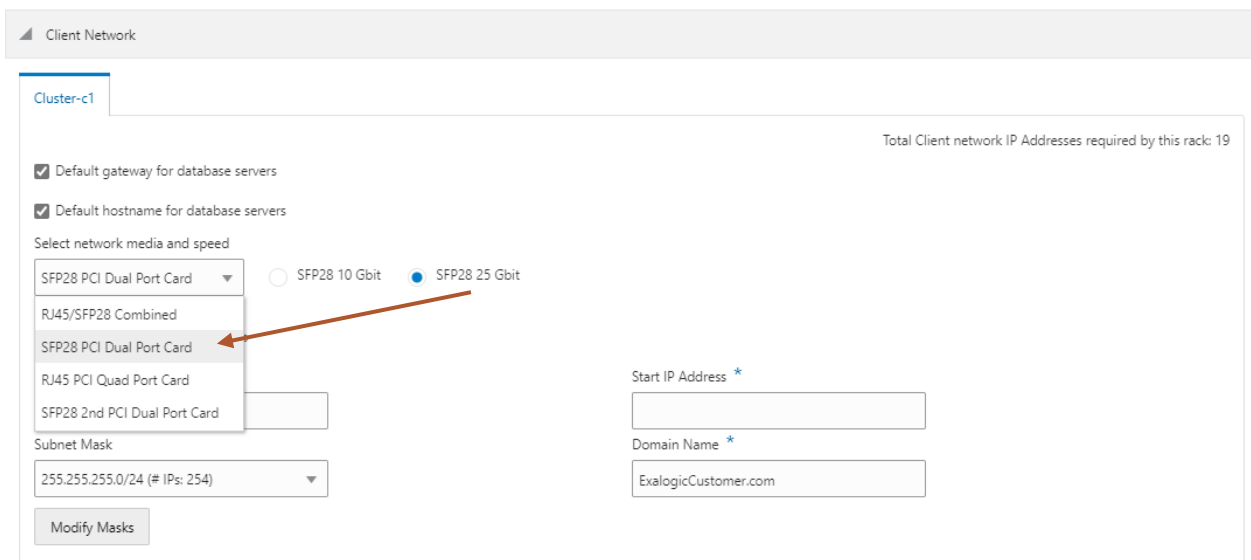 Client Network
Cluster-c1
Total Client network IP Addresses required by this rack: 19
Default gateway for database servers
Default hostname for database servers
Select network media and speed
SFP28 PCI Dual Port Card
SFP28 10 Gbit
SFP28 25 Gbit
RJ45/SFP28 Combined
SFP28 PCI Dual Port Card
RJ45 PCI Quad Port Card
SFP28 2nd PCI Dual Port Card
Start IP Address *
Subnet Mask
255.255.255.0/24 (# IPs: 254)
Domain Name *
ExalogicCustomer.com
Modify Masks